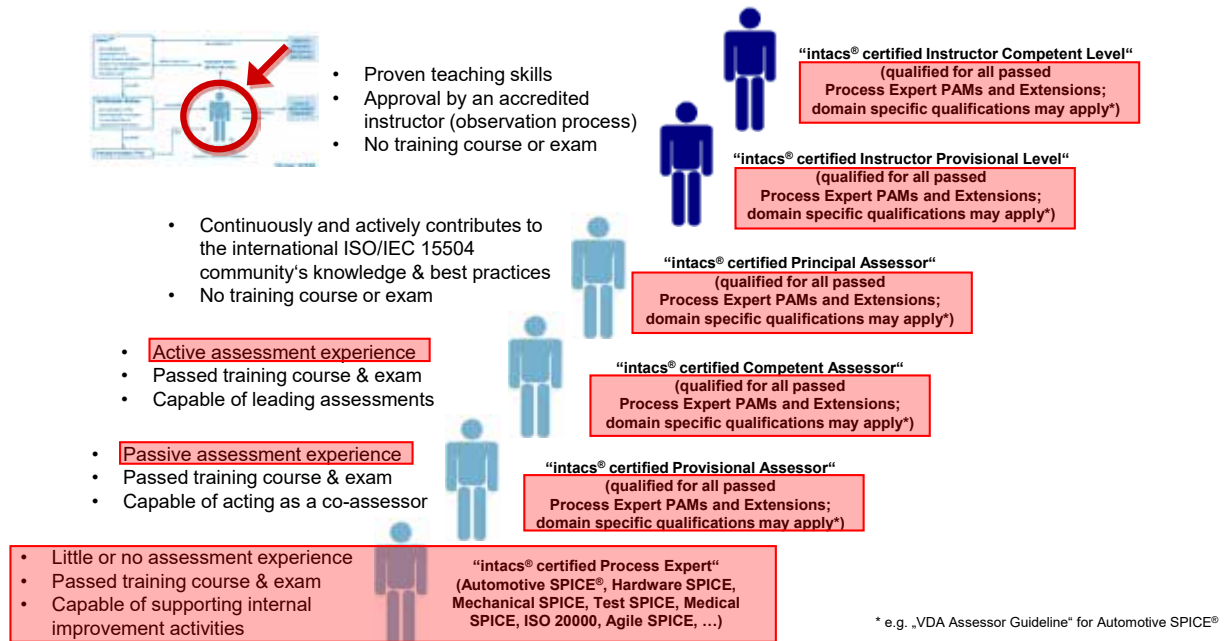 • Proven teaching skills
• Approval by an accredited
instructor (observation process)
• No training course or exam
“intacs® certified Instructor Competent Level“
(qualified for all passed
Process Expert PAMs and Extensions;
domain specific qualifications may apply*)
“intacs® certified Instructor Provisional Level“
(qualified for all passed
Process Expert PAMs and Extensions;
domain specific qualifications may apply*)
• Continuously and actively contributes to
the international ISO/IEC 15504
community‘s knowledge & best practices
• No training course or exam
“intacs® certified Principal Assessor“
(qualified for all passed
Process Expert PAMs and Extensions;
domain specific qualifications may apply*)
• Active assessment experience
• Passed training course & exam
• Capable of leading assessments
“intacs® certified Competent Assessor“
(qualified for all passed
Process Expert PAMs and Extensions;
domain specific qualifications may apply*)
• Passive assessment experience
• Passed training course & exam
• Capable of acting as a co-assessor
“intacs® certified Provisional Assessor“
(qualified for all passed
Process Expert PAMs and Extensions;
domain specific qualifications may apply*)
• Little or no assessment experience
• Passed training course & exam
• Capable of supporting internal
improvement activities
“intacs® certified Process Expert“
(Automotive SPICE®, Hardware SPICE,
Mechanical SPICE, Test SPICE, Medical
SPICE, ISO 20000, Agile SPICE, …)
* e.g. „VDA Assessor Guideline“ for Automotive SPICE®